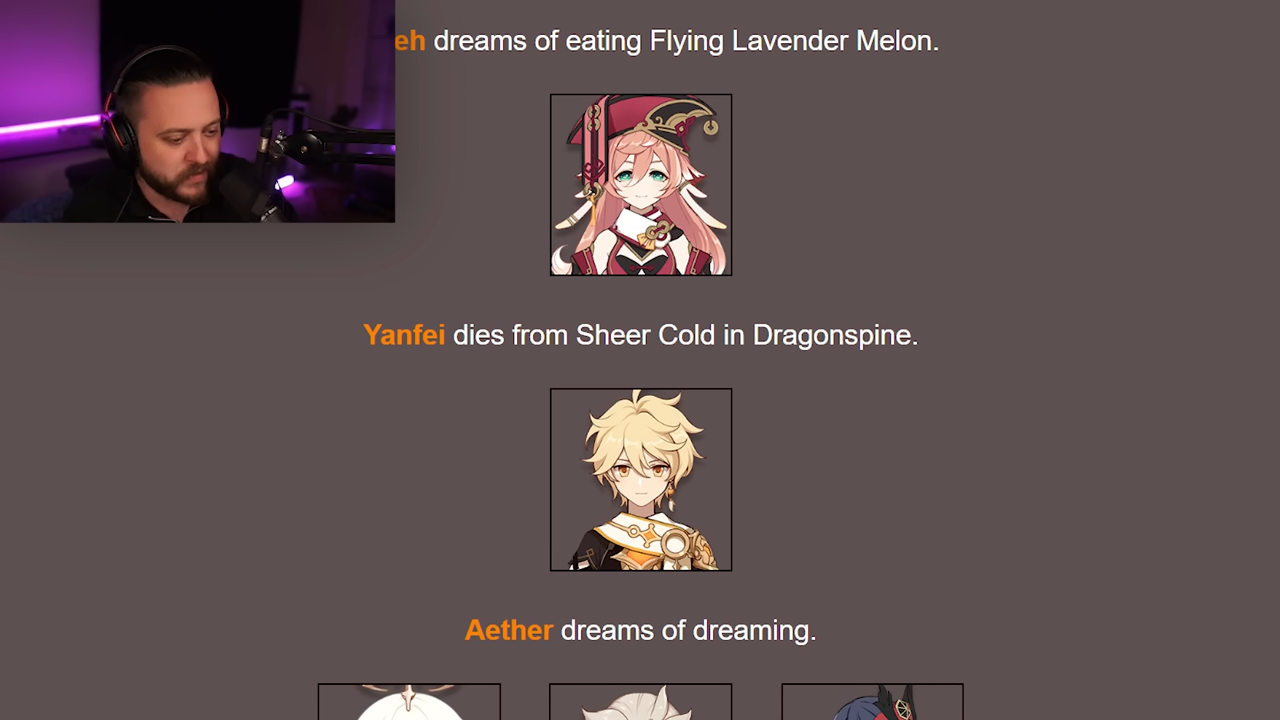 eh dreams of eating Flying Lavender Melon.
Yanfei dies from Sheer Cold in Dragonspine.
Aether dreams of dreaming.